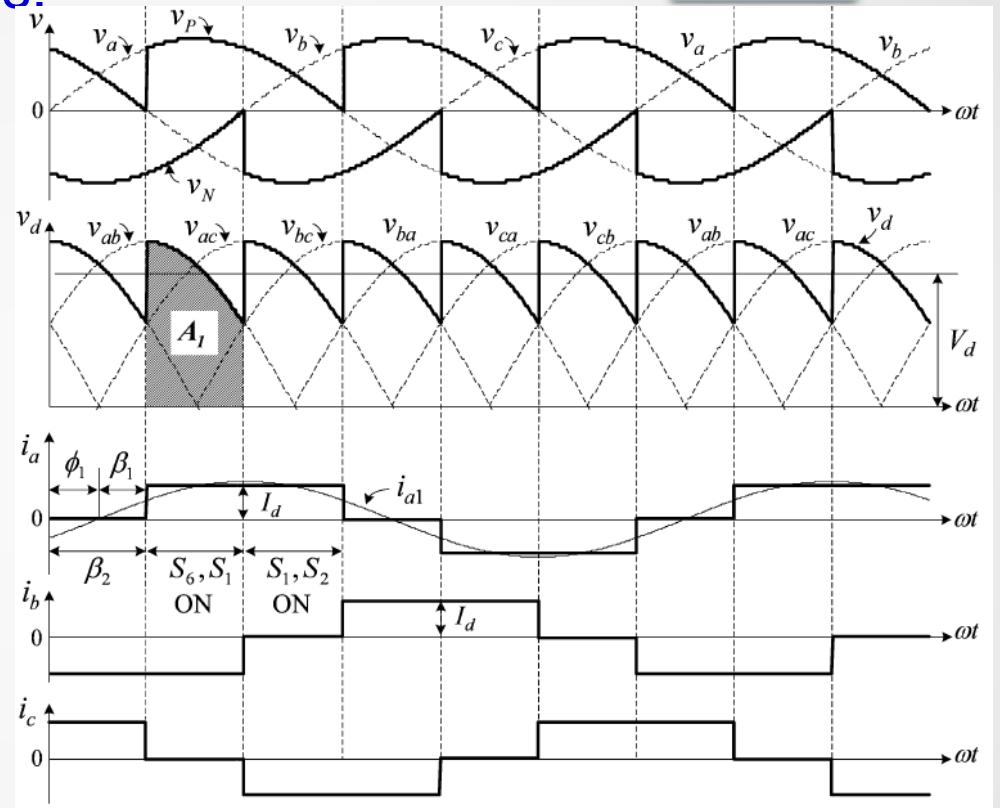 v
v_a
v_P
v_b
v_c
v_a
v_b
0
ωt
v_N
v_d
v_ab
v_ac
v_bc
v_ba
v_ca
v_cb
v_ab
v_ac
v_d
A_1
V_d
ωt
i_a
ϕ_1
β_1
i_a1
I_d
0
ωt
β_2
S_6, S_1
ON
S_1, S_2
ON
i_b
I_d
0
ωt
i_c
0
ωt